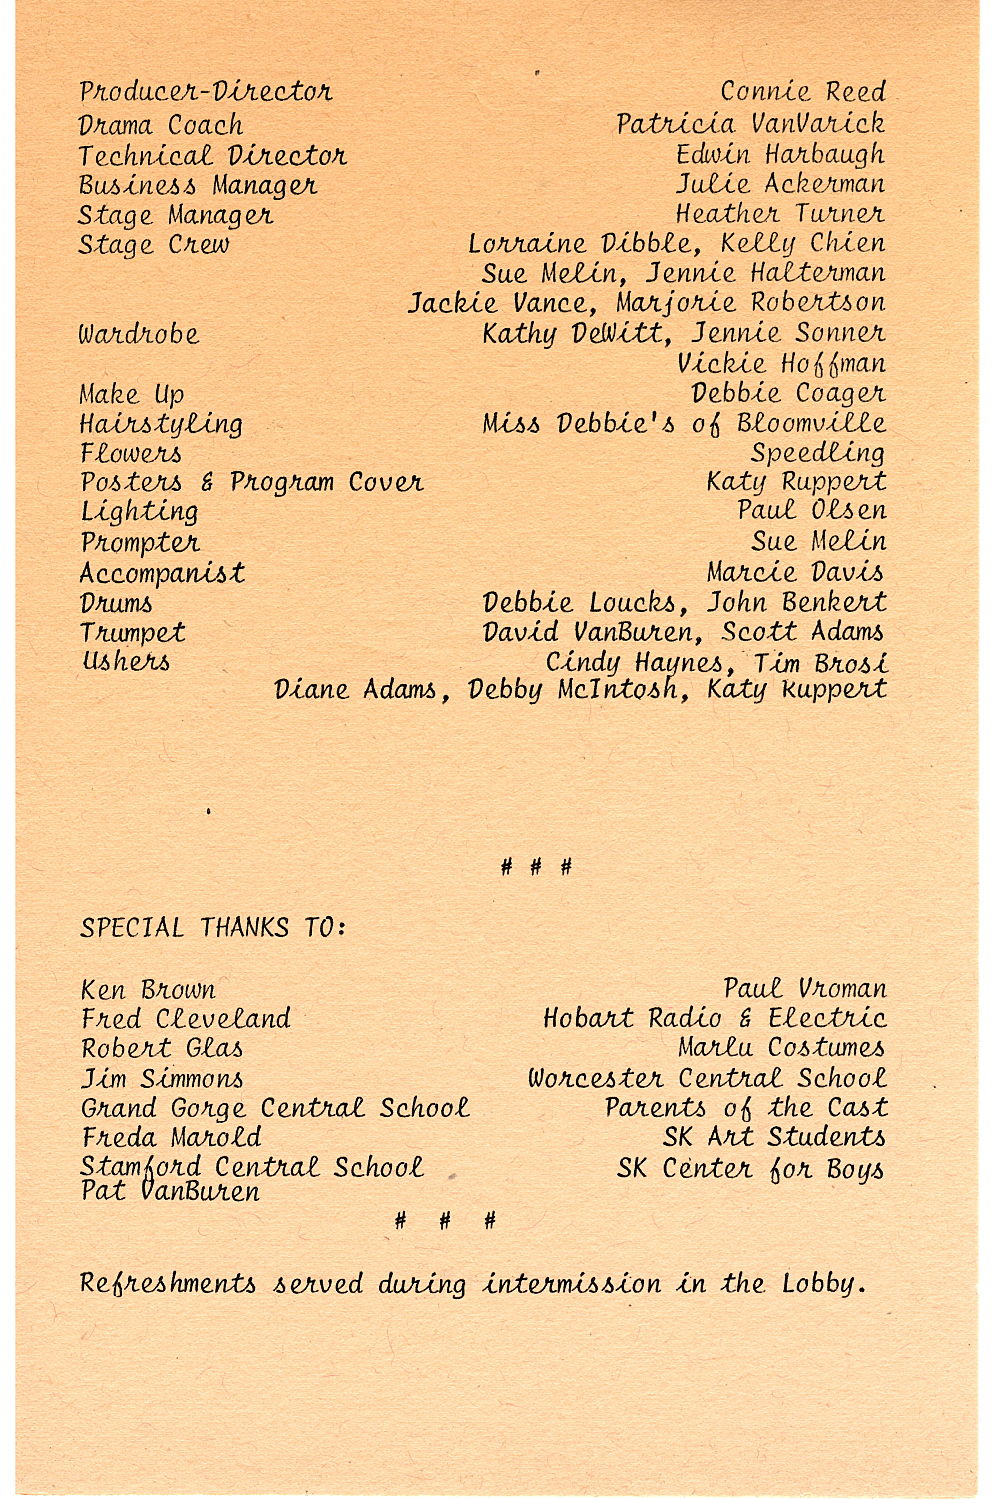 Producer-Director Connie Reed
Drama Coach Patricia VanVarick
Technical Director Edwin Harbaugh
Business Manager Julie Ackerman
Stage Manager Heather Turner
Stage Crew Lorraine Dibble, Kelly Chien
Sue Melin, Jennie Halterman
Jackie Vance, Marjorie Robertson
Wardrobe Kathy DeWitt, Jennie Sonner
Vickie Hoffman
Make Up Debbie Coager
Hairstyling Miss Debbie's of Bloomville
Flowers Speedling
Posters & Program Cover Katy Ruppert
Lighting Paul Olsen
Prompter Sue Melin
Accompanist Marcie Davis
Drums Debbie Loucks, John Benkert
Trumpet David VanBuren, Scott Adams
Ushers Cindy Haynes, Tim Brosi
Diane Adams, Debby McIntosh, Katy Ruppert
# # #
SPECIAL THANKS TO:
Ken Brown Paul Vroman
Fred Cleveland Hobart Radio & Electric
Robert Glas Marlu Costumes
Jim Simmons Worcester Central School
Grand Gorge Central School Parents of the Cast
Freda Marold SK Art Students
Stamford Central School SK Center for Boys
Pat VanBuren
# # #
Refreshments served during intermission in the Lobby.